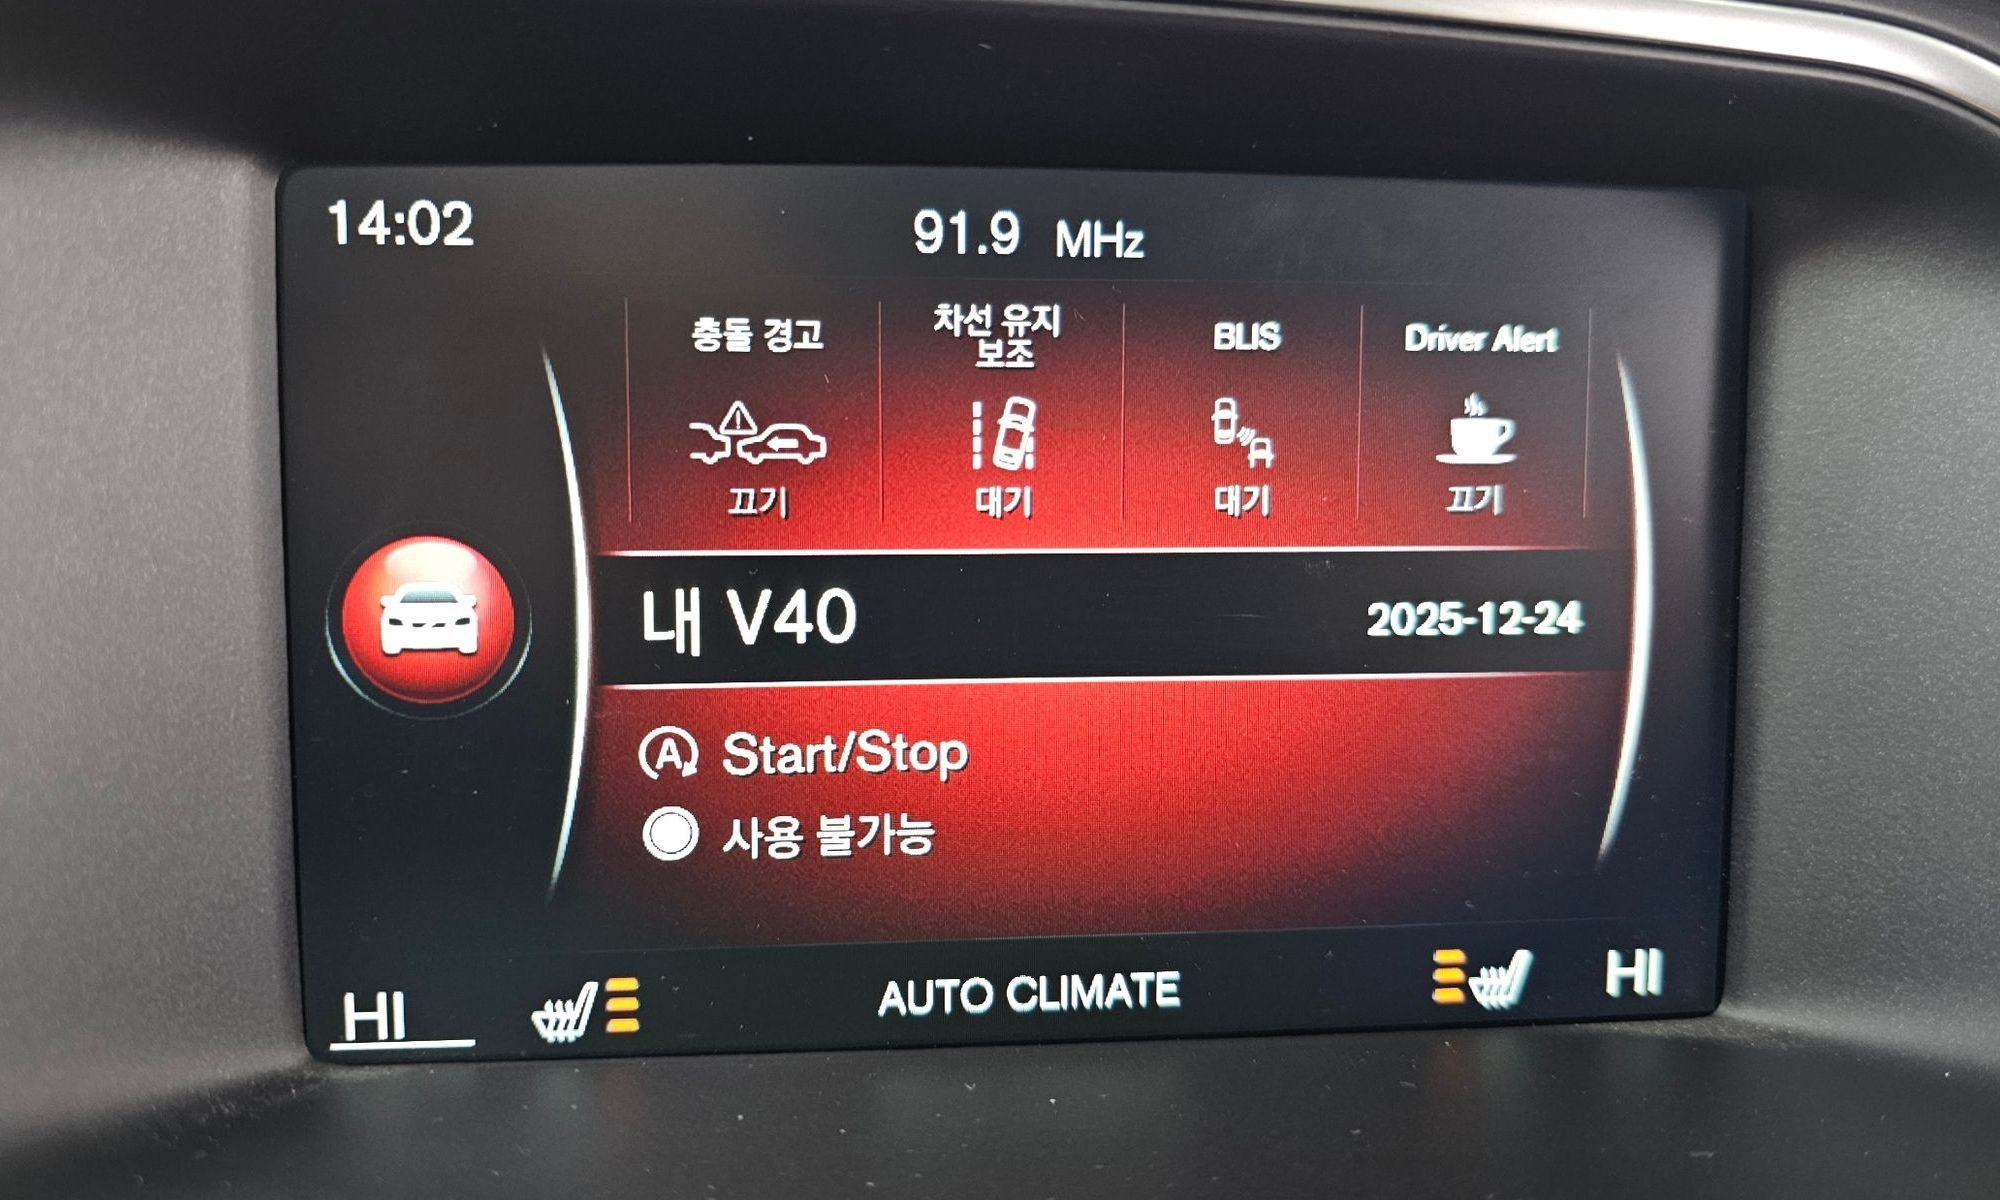 14:02
91.9 MHz
충돌 경고
끄기
차선 유지
보조
대기
BLIS
대기
Driver Alert
끄기
내 V40
2025-12-24
A Start/Stop
사용 불가능
HI
AUTO CLIMATE
HI